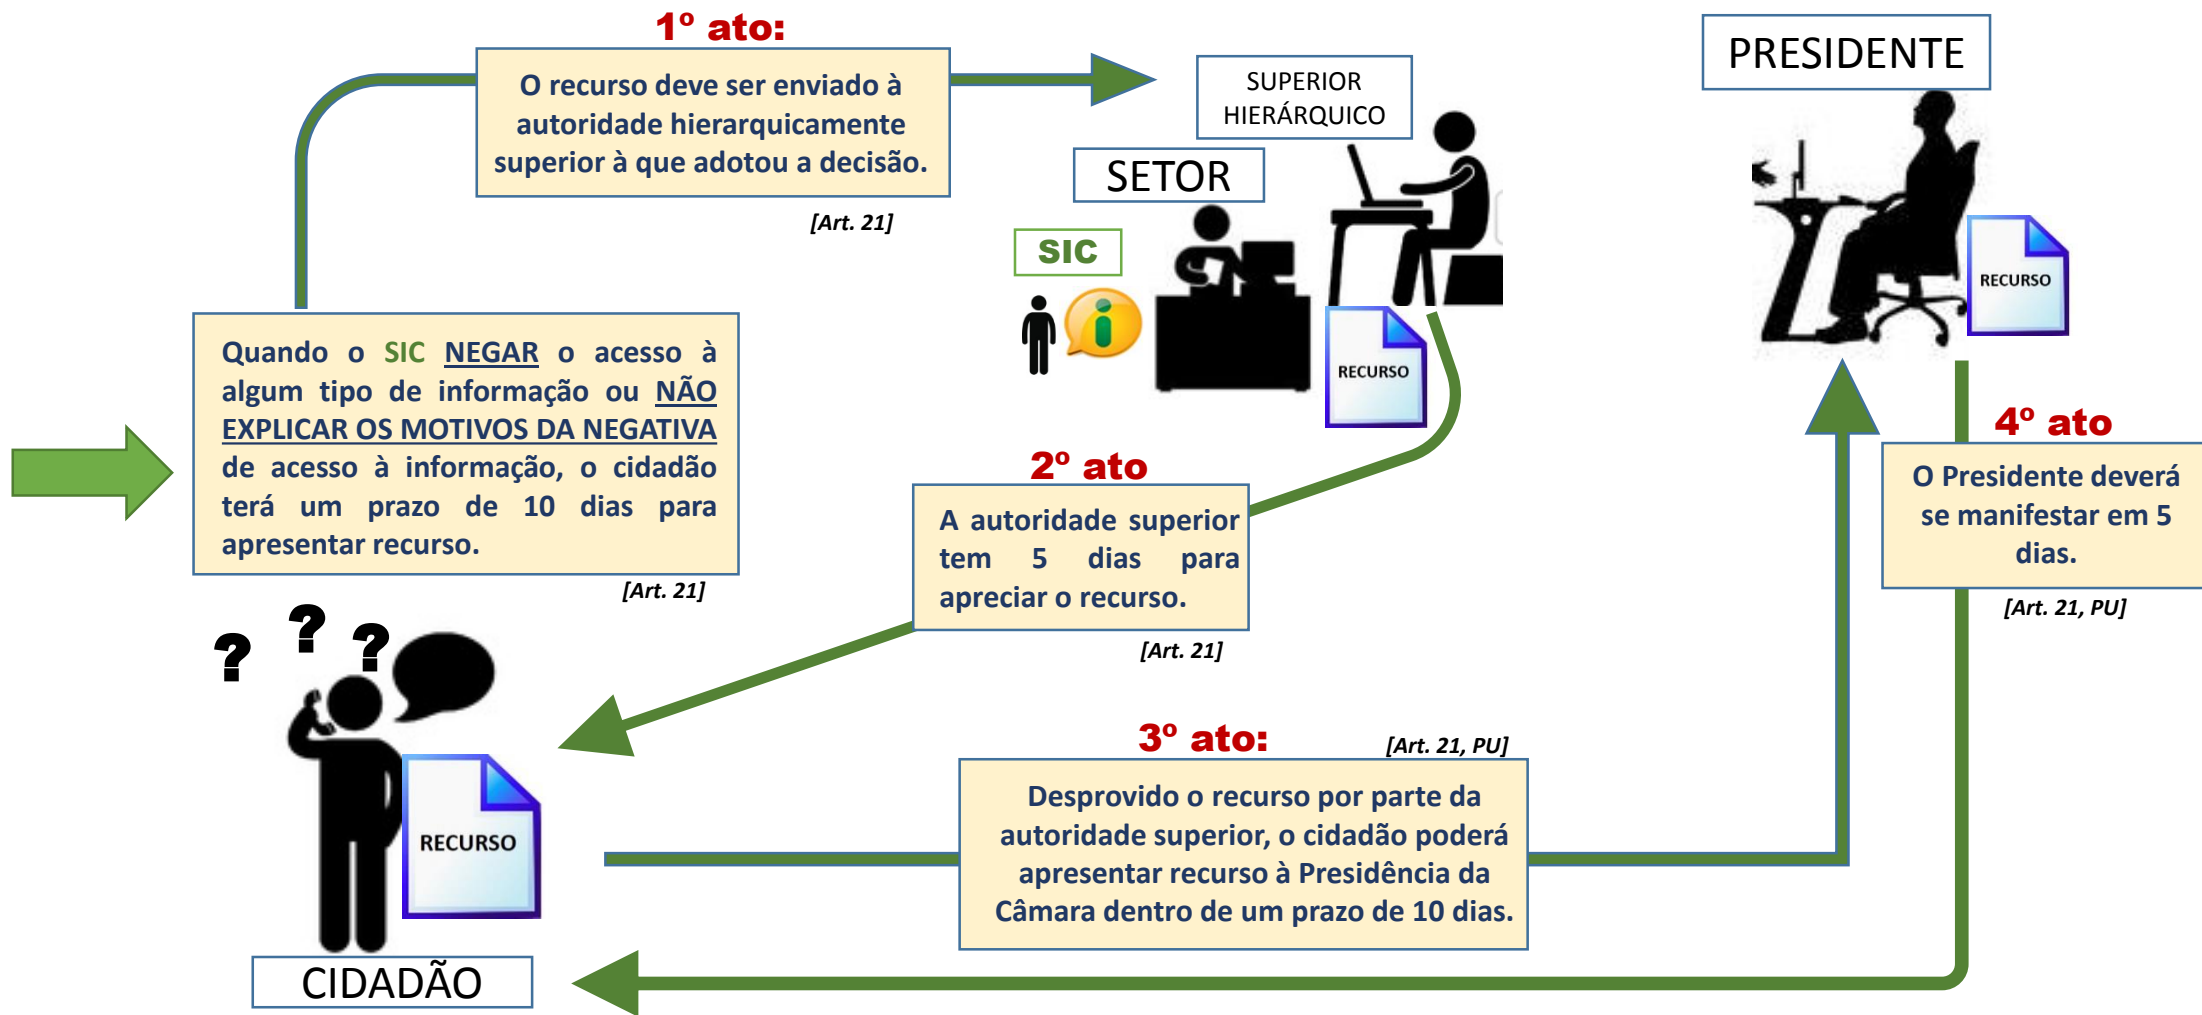 1º ato:
O recurso deve ser enviado à
autoridade hierarquicamente
superior à que adotou a decisão.
[Art. 21]
SUPERIOR
HIERÁRQUICO
SETOR
SIC
RECURSO
PRESIDENTE
RECURSO
Quando o SIC NEGAR o acesso à
algum tipo de informação ou NÃO
EXPLICAR OS MOTIVOS DA NEGATIVA
de acesso à informação, o cidadão
terá um prazo de 10 dias para
apresentar recurso.
[Art. 21]
2º ato
A autoridade superior
tem 5 dias para
apreciar o recurso.
[Art. 21]
4º ato
O Presidente deverá
se manifestar em 5
dias.
[Art. 21, PU]
? ? ?
RECURSO
CIDADÃO
3º ato:
[Art. 21, PU]
Desprovido o recurso por parte da
autoridade superior, o cidadão poderá
apresentar recurso à Presidência da
Câmara dentro de um prazo de 10 dias.